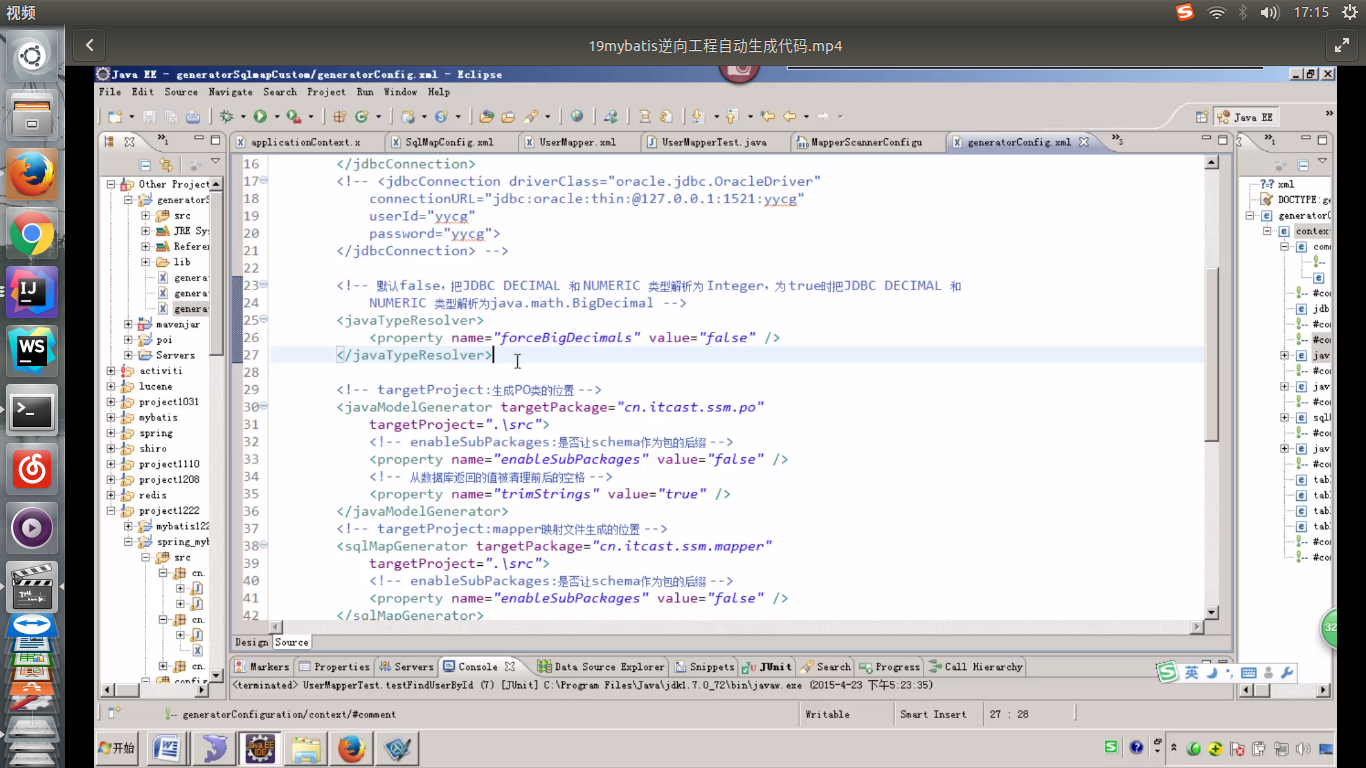 视频
17:15
19mybatis逆向工程自动生成代码.mp4
Java EE - generatorSqlmapCustom/generatorConfig.xml - Eclipse
File Edit Source Navigate Search Project Run Window Help
Java EE
applicationContext.x
SqlMapConfig.xml
UserMapper.xml
UserMapperTest.java
MapperScannerConfigu
generatorConfig.xml
Other Project
generatorS
src
JRE Sy
Referen
lib
genera
genera
genera
mavenjar
poi
Servers
activiti
lucene
project1031
mybatis
spring
shiro
project1110
project1208
redis
project1222
mybatis122
spring_myb
src
cn.
cn.
cn.
config
16 </jdbcConnection>
17 <!-- <jdbcConnection driverClass="oracle.jdbc.OracleDriver"
18 connectionURL="jdbc:oracle:thin:@127.0.0.1:1521:yycg"
19 userId="yycg"
20 password="yycg">
21 </jdbcConnection> -->
22
23 <!-- 默认false，把JDBC DECIMAL 和 NUMERIC 类型解析为 Integer，为 true时把JDBC DECIMAL 和
24 NUMERIC 类型解析为java.math.BigDecimal -->
25 <javaTypeResolver>
26 <property name="forceBigDecimals" value="false" />
27 </javaTypeResolver>
28
29 <!-- targetProject:生成PO类的位置 -->
30 <javaModelGenerator targetPackage="cn.itcast.ssm.po"
31 targetProject=".\src">
32 <!-- enableSubPackages:是否让schema作为包的后缀 -->
33 <property name="enableSubPackages" value="false" />
34 <!-- 从数据库返回的值被清理前后的空格 -->
35 <property name="trimStrings" value="true" />
36 </javaModelGenerator>
37 <!-- targetProject:mapper映射文件生成的位置 -->
38 <sqlMapGenerator targetPackage="cn.itcast.ssm.mapper"
39 targetProject=".\src">
40 <!-- enableSubPackages:是否让schema作为包的后缀 -->
41 <property name="enableSubPackages" value="false" />
42 </sqlMapGenerator>
xml
DOCTYPE:ge
generatorC
contex
comm
#com
jdb
#com
jav
#com
jav
#com
sqlM
#com
jav
#com
tabl
tabl
tabl
#com
#com
Design Source
Markers Properties Servers Console Data Source Explorer Snippets JUnit Search Progress Call Hierarchy
<terminated> UserMapperTest.testFindUserById (7) [JUnit] C:\Program Files\Java\jdk1.7.0_72\bin\javaw.exe (2015-4-23 下午5:23:35)
英
generatorConfiguration/context/#comment
Writable
Smart Insert
27 : 28
开始